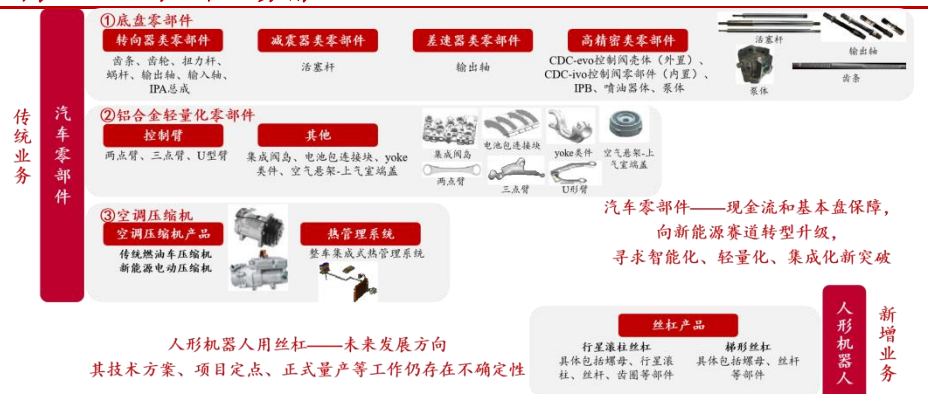 传统业务
汽车零部件
①底盘零部件
转向器类零部件
齿条、齿轮、扭力杆、
蜗杆、输出轴、输入轴、
IPA总成
减震器类零部件
活塞杆
差速器类零部件
输出轴
高精密类零部件
CDC-evo控制阀壳体（外置）、
CDC-ivo控制阀零部件（内置）、
IPB、喷油器体、泵体
活塞杆
输出轴
泵体
齿条
②铝合金轻量化零部件
控制臂
两点臂、三点臂、U型臂
其他
集成阀岛、电池包连接块、yoke
类件、空气悬架-上气室端盖
集成阀岛
电池包连接块
yoke类件
空气悬架-上
气室端盖
两点臂
三点臂
U形臂
③空调压缩机
空调压缩机产品
传统燃油车压缩机
新能源电动压缩机
热管理系统
整车集成式热管理系统
汽车零部件——现金流和基本盘保障，
向新能源赛道转型升级，
寻求智能化、轻量化、集成化新突破
人形机器人用丝杠——未来发展方向
其技术方案、项目定点、正式量产等工作仍存在不确定性
丝杠产品
行星滚柱丝杠
具体包括螺母、行星滚
柱、丝杆、齿圈等部件
梯形丝杠
具体包括螺母、丝杆
等部件
人形机器人
新增业务